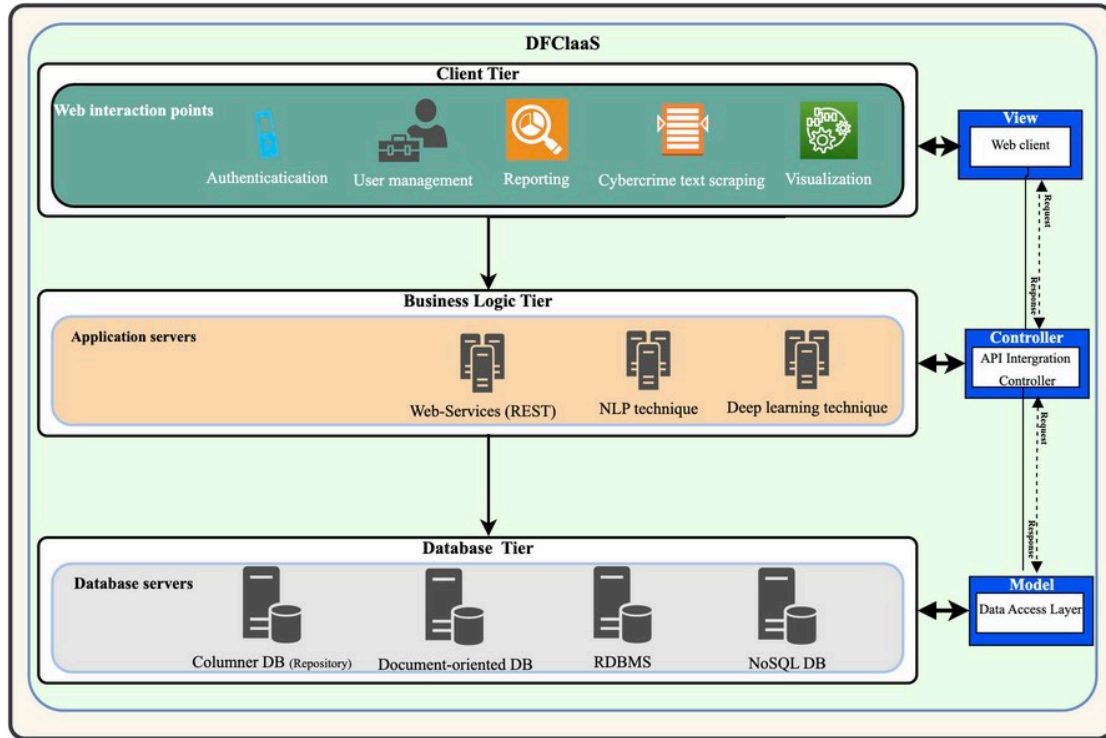 DFClaaS
Client Tier
Web interaction points
Authenticatication
User management
Reporting
Cybercrime text scraping
Visualization
View
Web client
Request
Response
Business Logic Tier
Application servers
Web-Services (REST)
NLP technique
Deep learning technique
Controller
API Intergration
Controller
Request
Response
Database Tier
Database servers
Columner DB (Repository)
Document-oriented DB
RDBMS
NoSQL DB
Model
Data Access Layer